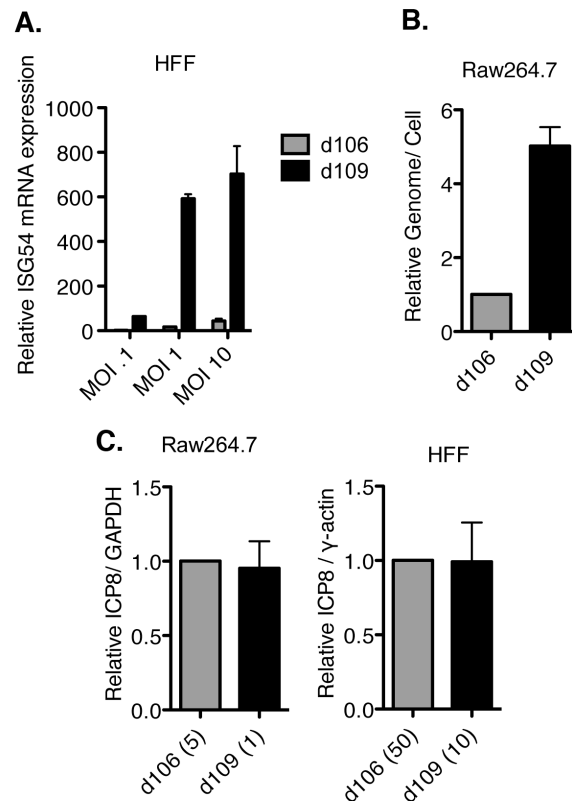 A.
HFF
Relative ISG54 mRNA expression
1000
800
600
400
200
0
MOI .1
MOI 1
MOI 10
d106
d109
B.
Raw264.7
Relative Genome/ Cell
6
4
2
0
d106
d109
C.
Raw264.7
Relative ICP8/ GAPDH
1.5
1.0
0.5
0.0
d106 (5)
d109 (1)
HFF
Relative ICP8 / γ-actin
1.5
1.0
0.5
0.0
d106 (50)
d109 (10)